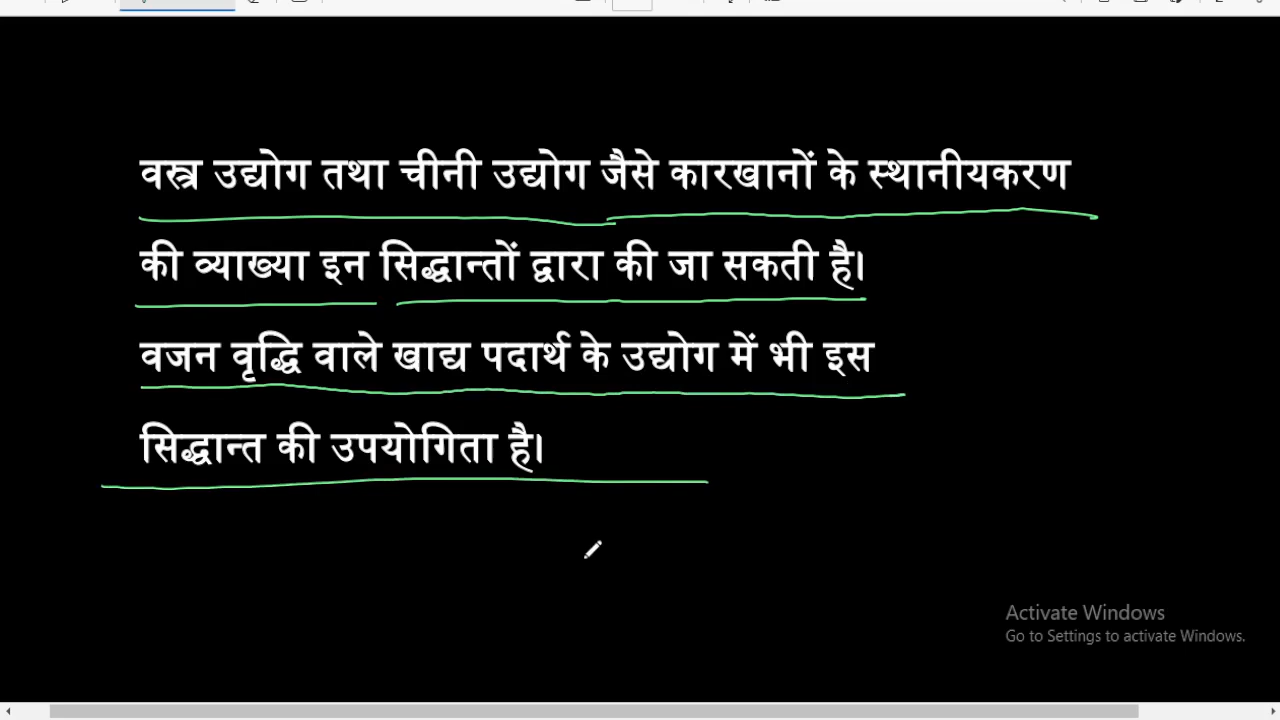 वस्त्र उद्योग तथा चीनी उद्योग जैसे कारखानों के स्थानीयकरण
की व्याख्या इन सिद्धान्तों द्वारा की जा सकती है।
वजन वृद्धि वाले खाद्य पदार्थ के उद्योग में भी इस
सिद्धान्त की उपयोगिता है।
Activate Windows
Go to Settings to activate Windows.